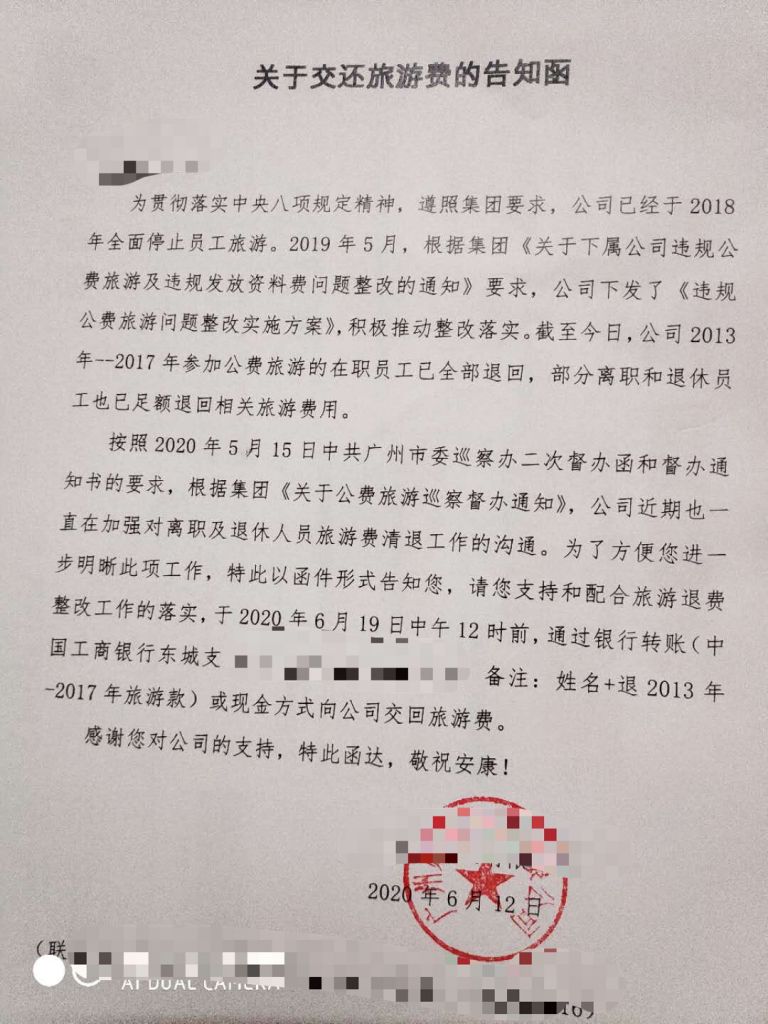 关于交还旅游费的告知函
为贯彻落实中央八项规定精神，遵照集团要求，公司已经于2018
年全面停止员工旅游。2019年5月，根据集团《关于下属公司违规公
费旅游及违规发放资料费问题整改的通知》要求，公司下发了《违规
公费旅游问题整改实施方案》，积极推动整改落实。截至今日，公司2013
年--2017年参加公费旅游的在职员工已全部退回，部分离职和退休员
工也已足额退回相关旅游费用。
按照2020年5月15日中共广州市委巡察办二次督办函和督办通
知书的要求，根据集团《关于公费旅游巡察督办通知》，公司近期也一
直在加强对离职及退休人员旅游费清退工作的沟通。为了方便您进一
步明晰此项工作，特此以函件形式告知您，请您支持和配合旅游退费
整改工作的落实，于2020年6月19日中午12时前，通过银行转账（中
国工商银行东城支 备注：姓名+退2013年
-2017年旅游款）或现金方式向公司交回旅游费。
感谢您对公司的支持，特此函达，敬祝安康！
广州 公司
2020年6月12日
（联
AI DUAL CAMERA
16）